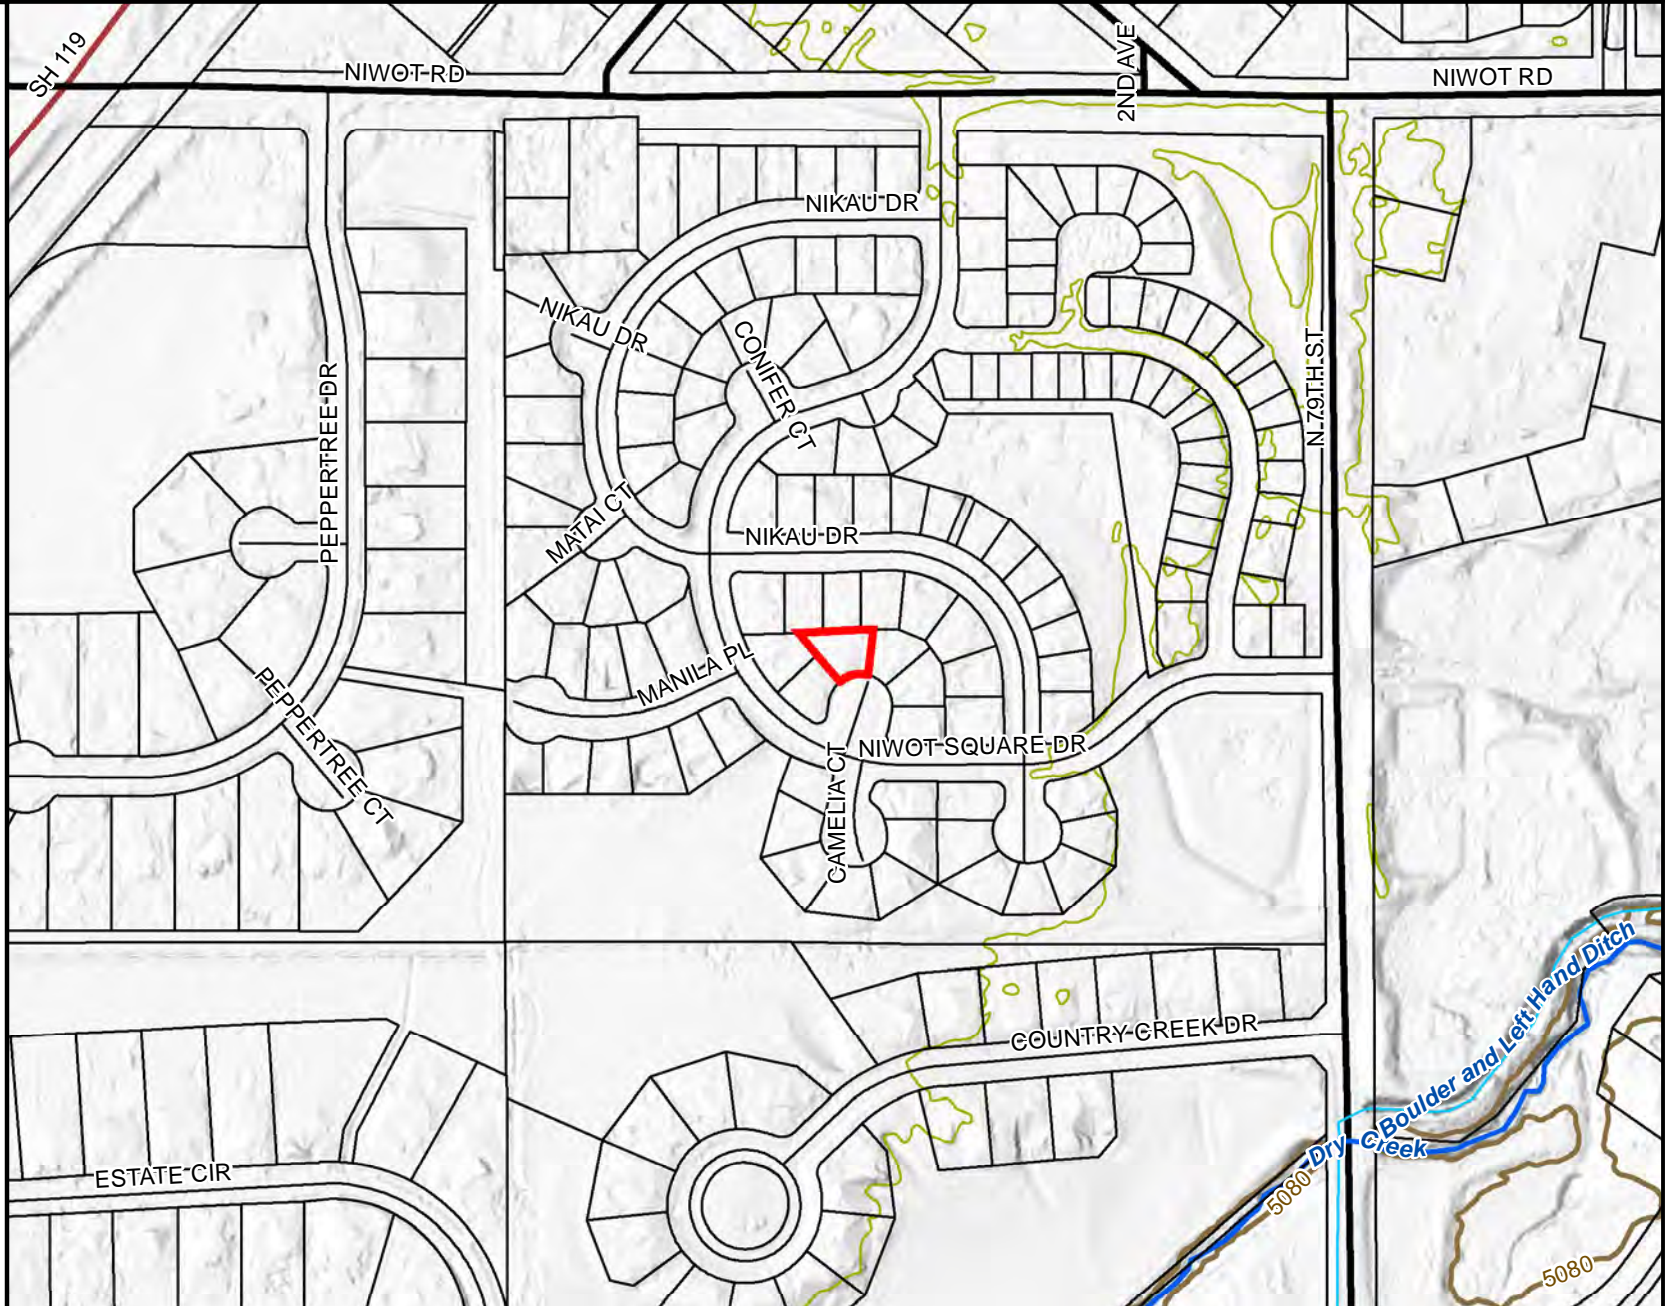 SH 119
NIWOT RD
2ND AVE
NIWOT RD
NIKAU DR
NIKAU DR
CONIFER CT
PEPPERTREE DR
N 79TH ST
MATAI CT
NIKAU DR
MANILA PL
PEPPERTREE CT
NIWOT SQUARE DR
CAMELIA CT
Boulder and Left Hand Ditch
COUNTRY CREEK DR
Dry Creek
ESTATE CIR
5080
5080